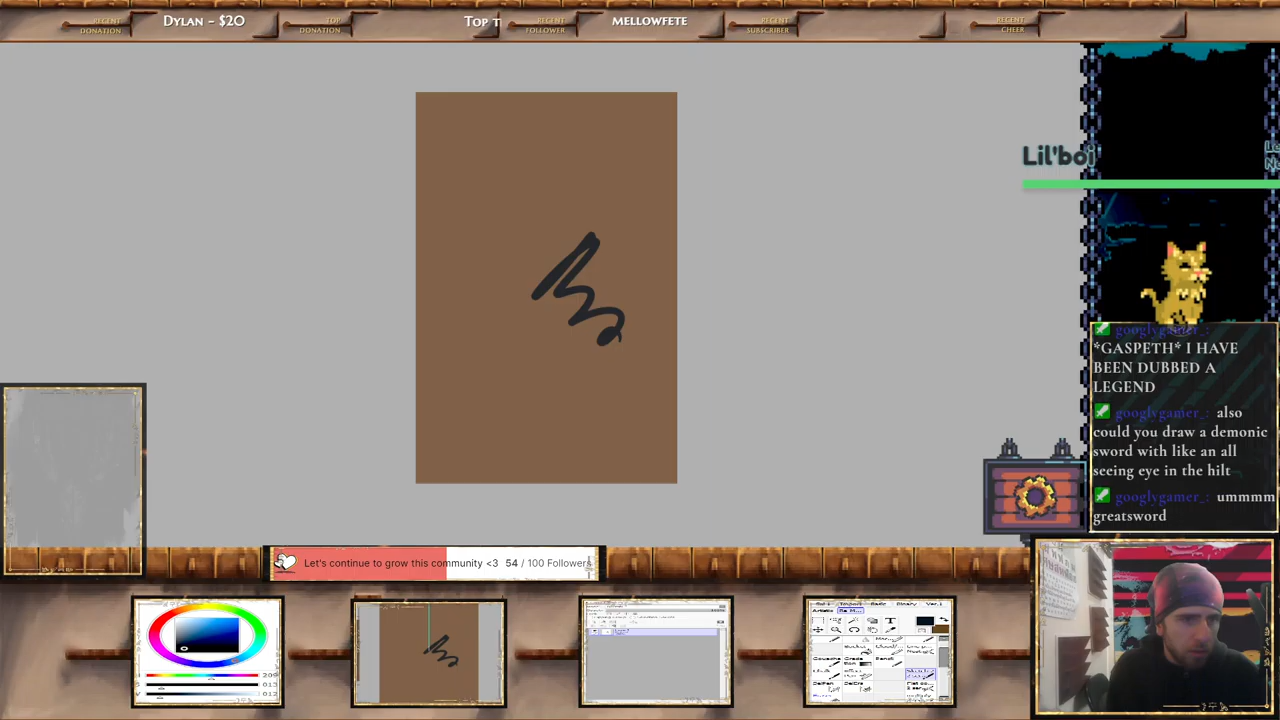 RECENT DONATION
Dylan - $20
TOP DONATION
Top T
RECENT FOLLOWER
MELLOWFETE
RECENT SUBSCRIBER
RECENT CHEER
Lil'boi
googlygamer_:
*GASPETH* I HAVE
BEEN DUBBED A
LEGEND
googlygamer_: also
could you draw a demonic
sword with like an all
seeing eye in the hilt
googlygamer_: ummmm
greatsword
Let's continue to grow this community <3 54 / 100 Followers